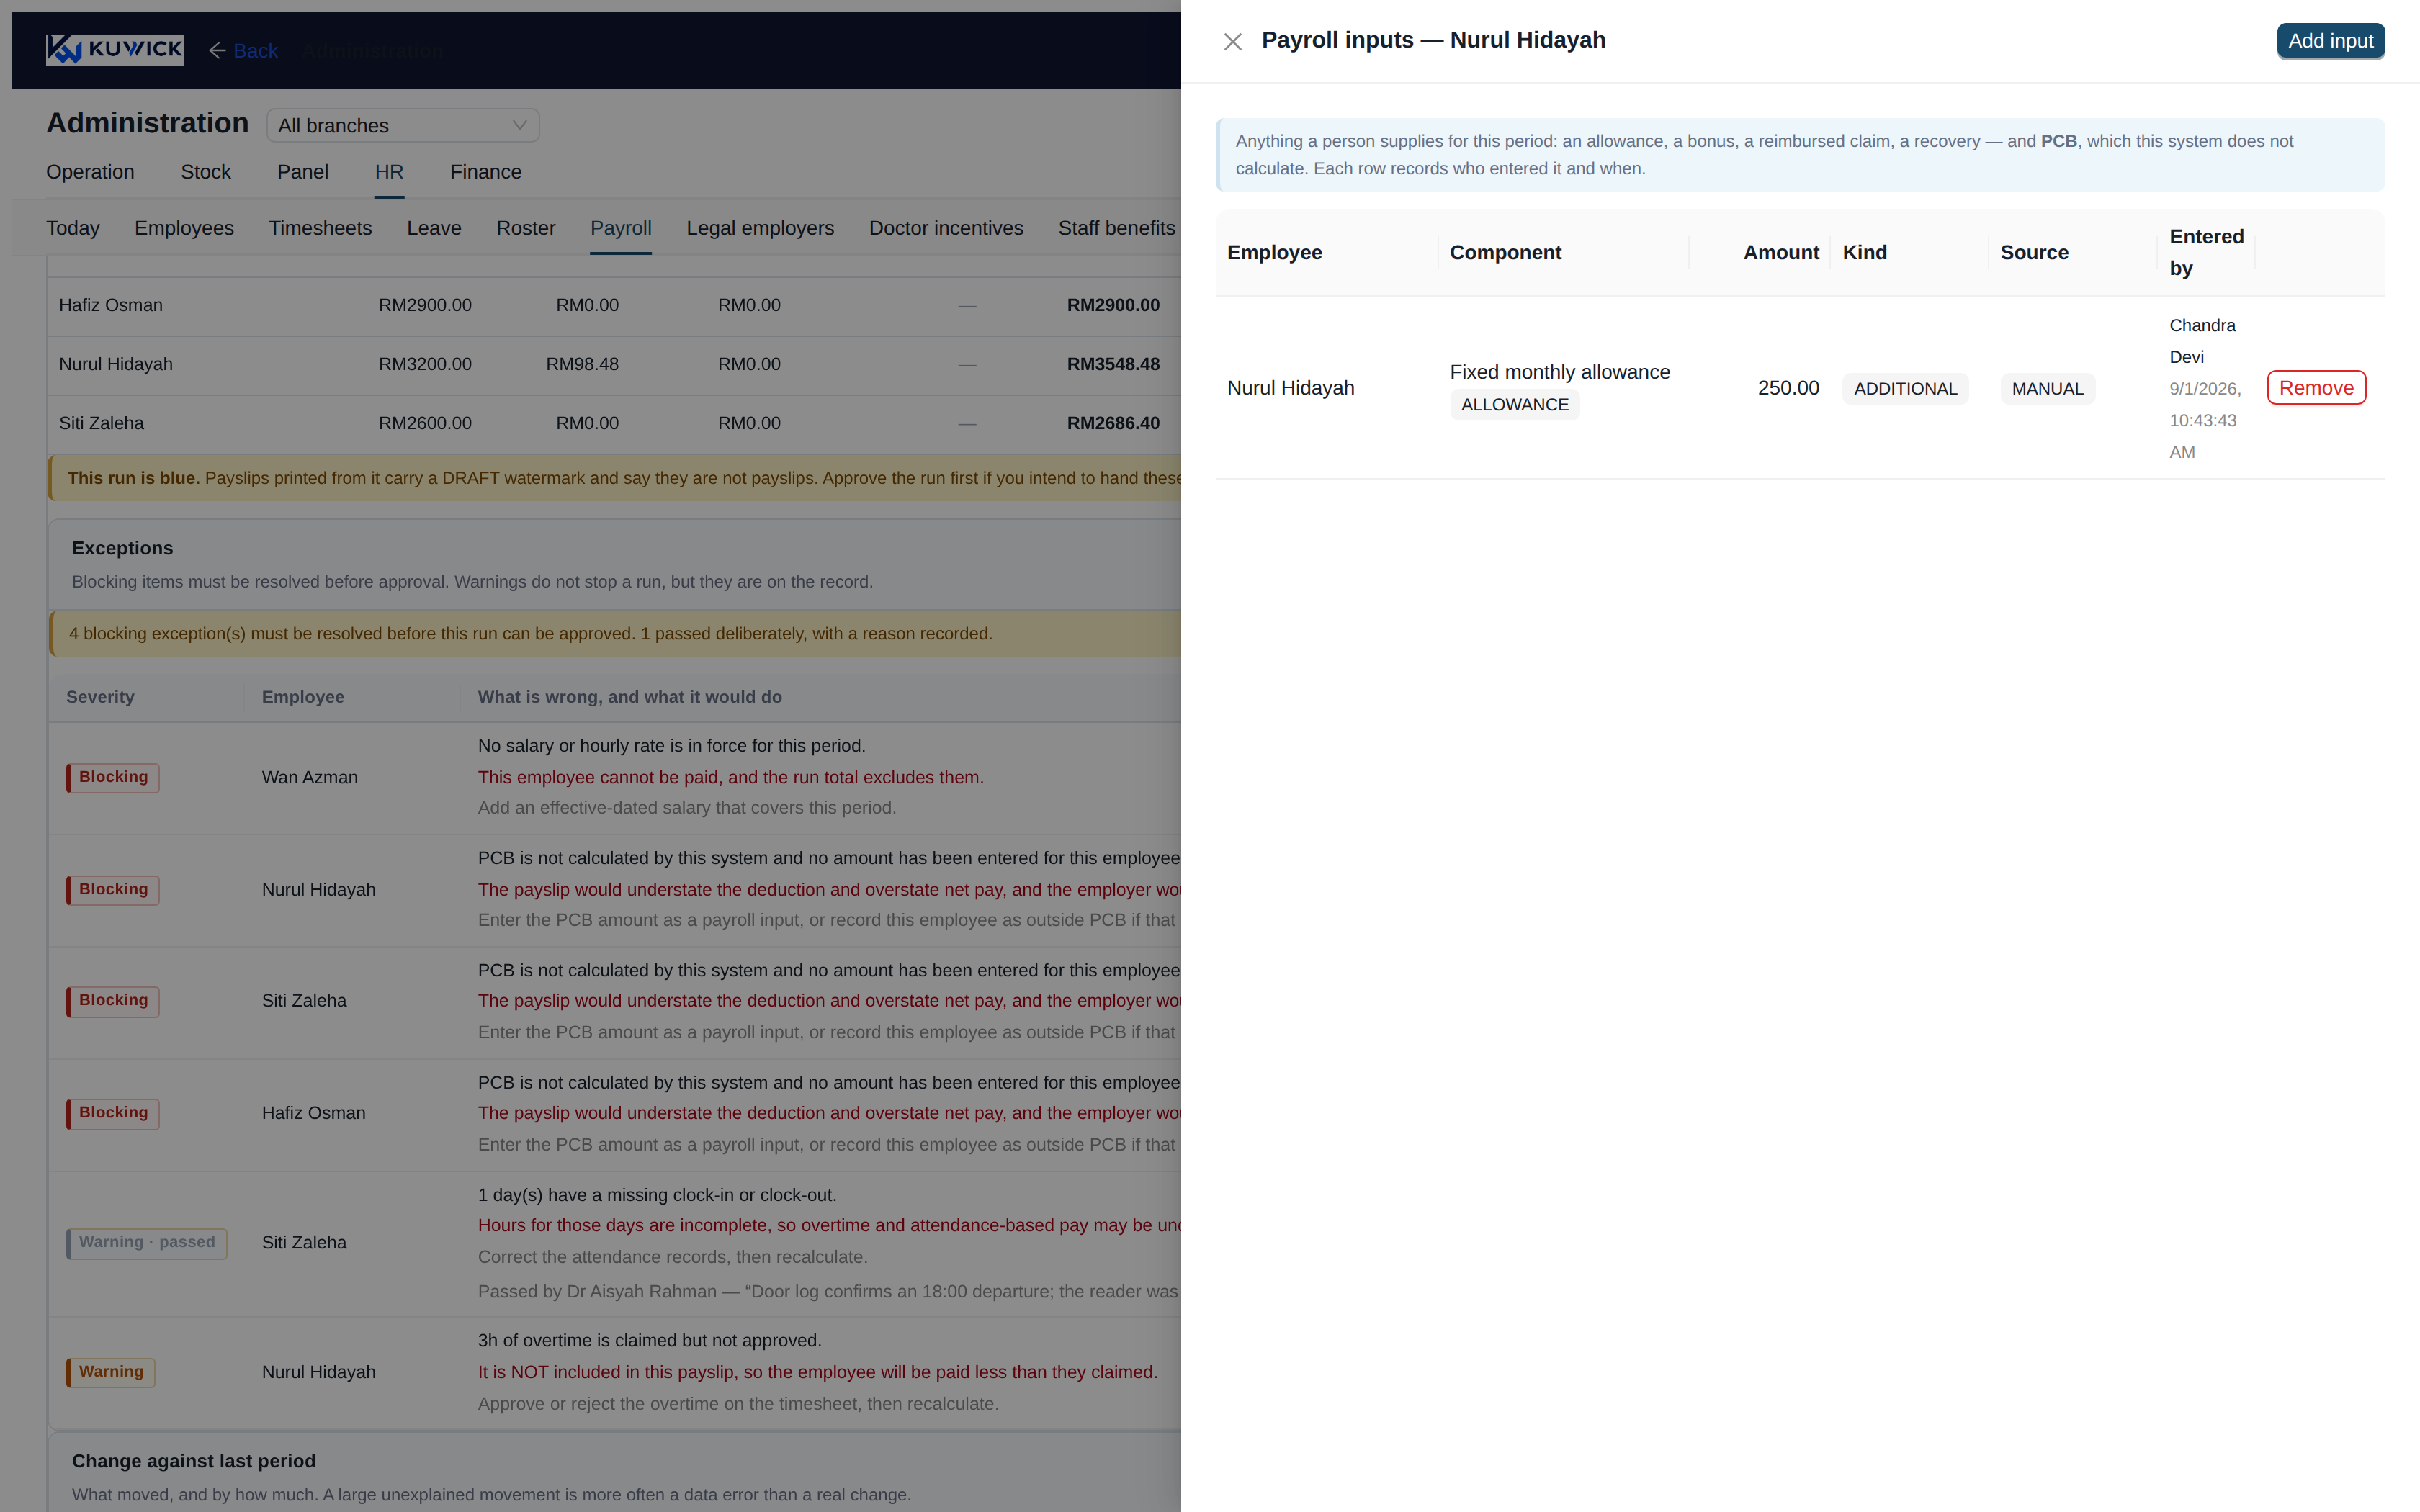 KUWICK
Back
Administration
Administration
All branches
Operation Stock Panel HR Finance
Today Employees Timesheets Leave Roster Payroll Legal employers Doctor incentives Staff benefits
Hafiz Osman RM2900.00 RM0.00 RM0.00 — RM2900.00
Nurul Hidayah RM3200.00 RM98.48 RM0.00 — RM3548.48
Siti Zaleha RM2600.00 RM0.00 RM0.00 — RM2686.40
This run is blue. Payslips printed from it carry a DRAFT watermark and say they are not payslips. Approve the run first if you intend to hand these
Exceptions
Blocking items must be resolved before approval. Warnings do not stop a run, but they are on the record.
4 blocking exception(s) must be resolved before this run can be approved. 1 passed deliberately, with a reason recorded.
Severity Employee What is wrong, and what it would do
No salary or hourly rate is in force for this period.
Blocking Wan Azman This employee cannot be paid, and the run total excludes them.
Add an effective-dated salary that covers this period.
PCB is not calculated by this system and no amount has been entered for this employee
Blocking Nurul Hidayah The payslip would understate the deduction and overstate net pay, and the employer wou
Enter the PCB amount as a payroll input, or record this employee as outside PCB if that
PCB is not calculated by this system and no amount has been entered for this employee
Blocking Siti Zaleha The payslip would understate the deduction and overstate net pay, and the employer wou
Enter the PCB amount as a payroll input, or record this employee as outside PCB if that
PCB is not calculated by this system and no amount has been entered for this employee
Blocking Hafiz Osman The payslip would understate the deduction and overstate net pay, and the employer wou
Enter the PCB amount as a payroll input, or record this employee as outside PCB if that
1 day(s) have a missing clock-in or clock-out.
Hours for those days are incomplete, so overtime and attendance-based pay may be und
Warning · passed Siti Zaleha
Correct the attendance records, then recalculate.
Passed by Dr Aisyah Rahman — “Door log confirms an 18:00 departure; the reader was
3h of overtime is claimed but not approved.
Warning Nurul Hidayah It is NOT included in this payslip, so the employee will be paid less than they claimed.
Approve or reject the overtime on the timesheet, then recalculate.
Change against last period
What moved, and by how much. A large unexplained movement is more often a data error than a real change.
Payroll inputs — Nurul Hidayah
Add input
Anything a person supplies for this period: an allowance, a bonus, a reimbursed claim, a recovery — and PCB, which this system does not
calculate. Each row records who entered it and when.
Employee Component Amount Kind Source Entered by
Nurul Hidayah Fixed monthly allowance ALLOWANCE 250.00 ADDITIONAL MANUAL
Chandra
Devi
9/1/2026,
10:43:43
AM
Remove